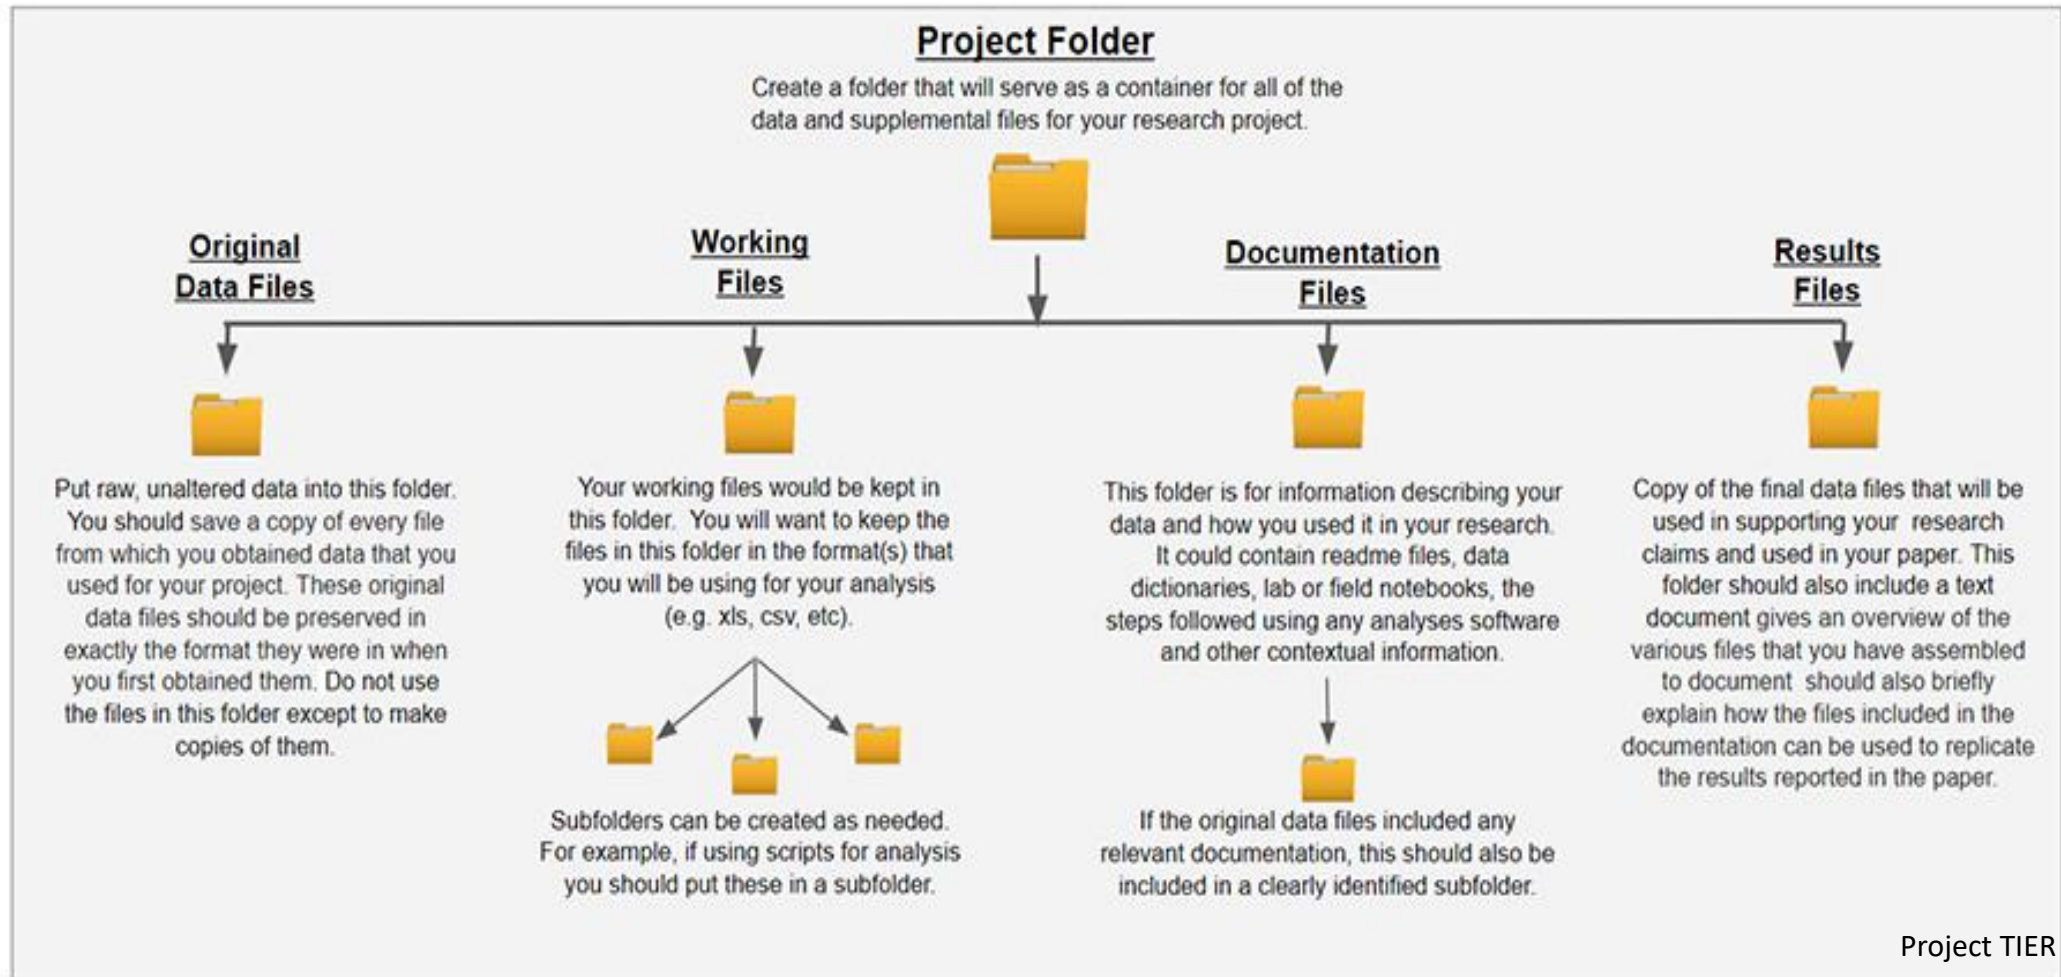 Project Folder
Create a folder that will serve as a container for all of the
data and supplemental files for your research project.
Original
Data Files
Put raw, unaltered data into this folder.
You should save a copy of every file
from which you obtained data that you
used for your project. These original
data files should be preserved in
exactly the format they were in when
you first obtained them. Do not use
the files in this folder except to make
copies of them.
Working
Files
Your working files would be kept in
this folder. You will want to keep the
files in this folder in the format(s) that
you will be using for your analysis
(e.g. xls, csv, etc).
Subfolders can be created as needed.
For example, if using scripts for analysis
you should put these in a subfolder.
Documentation
Files
This folder is for information describing your
data and how you used it in your research.
It could contain readme files, data
dictionaries, lab or field notebooks, the
steps followed using any analyses software
and other contextual information.
If the original data files included any
relevant documentation, this should also be
included in a clearly identified subfolder.
Results
Files
Copy of the final data files that will be
used in supporting your research
claims and used in your paper. This
folder should also include a text
document gives an overview of the
various files that you have assembled
to document should also briefly
explain how the files included in the
documentation can be used to replicate
the results reported in the paper.
Project TIER